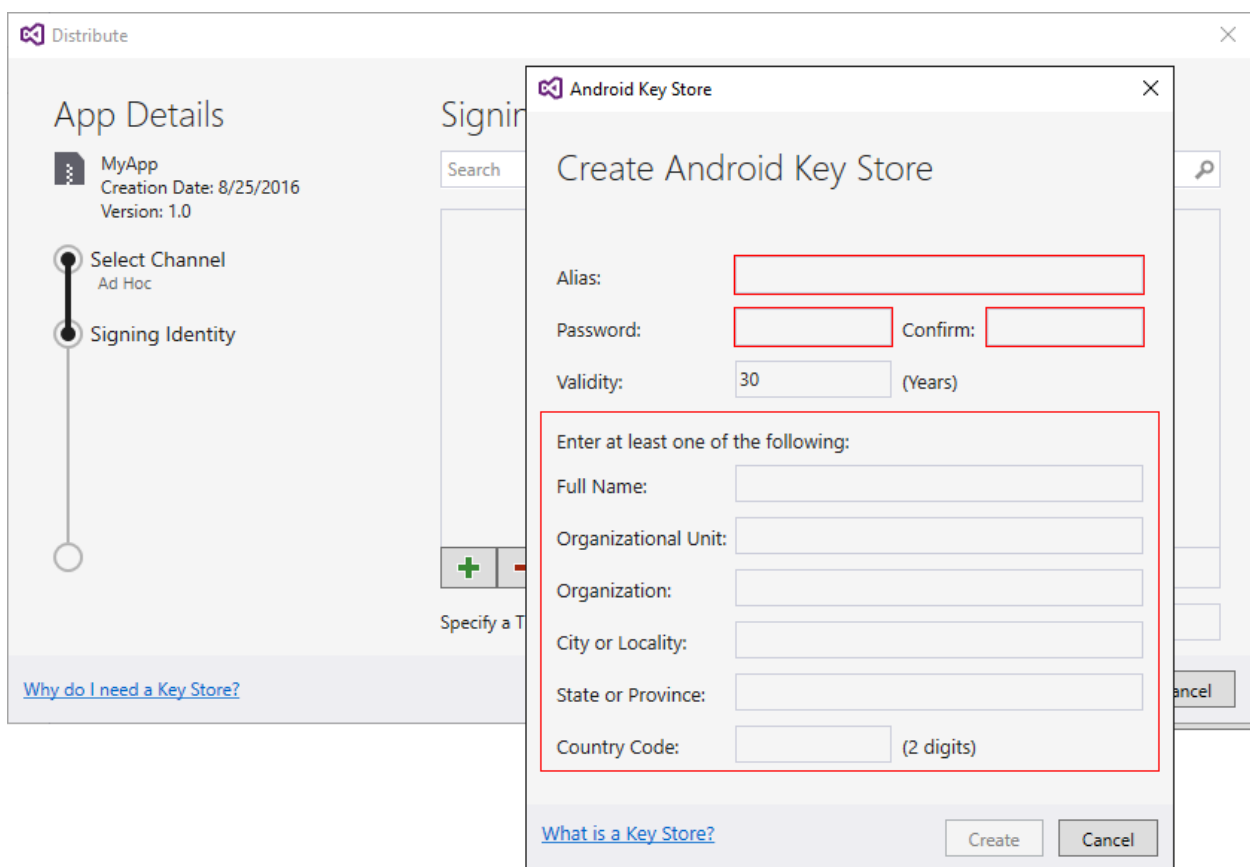 Distribute
App Details
MyApp
Creation Date: 8/25/2016
Version: 1.0
Select Channel
Ad Hoc
Signing Identity
Signin
Search
Specify a T
Why do I need a Key Store?
ancel
Android Key Store
Create Android Key Store
Alias:
Password: Confirm:
Validity: 30 (Years)
Enter at least one of the following:
Full Name:
Organizational Unit:
Organization:
City or Locality:
State or Province:
Country Code: (2 digits)
What is a Key Store?
Create Cancel